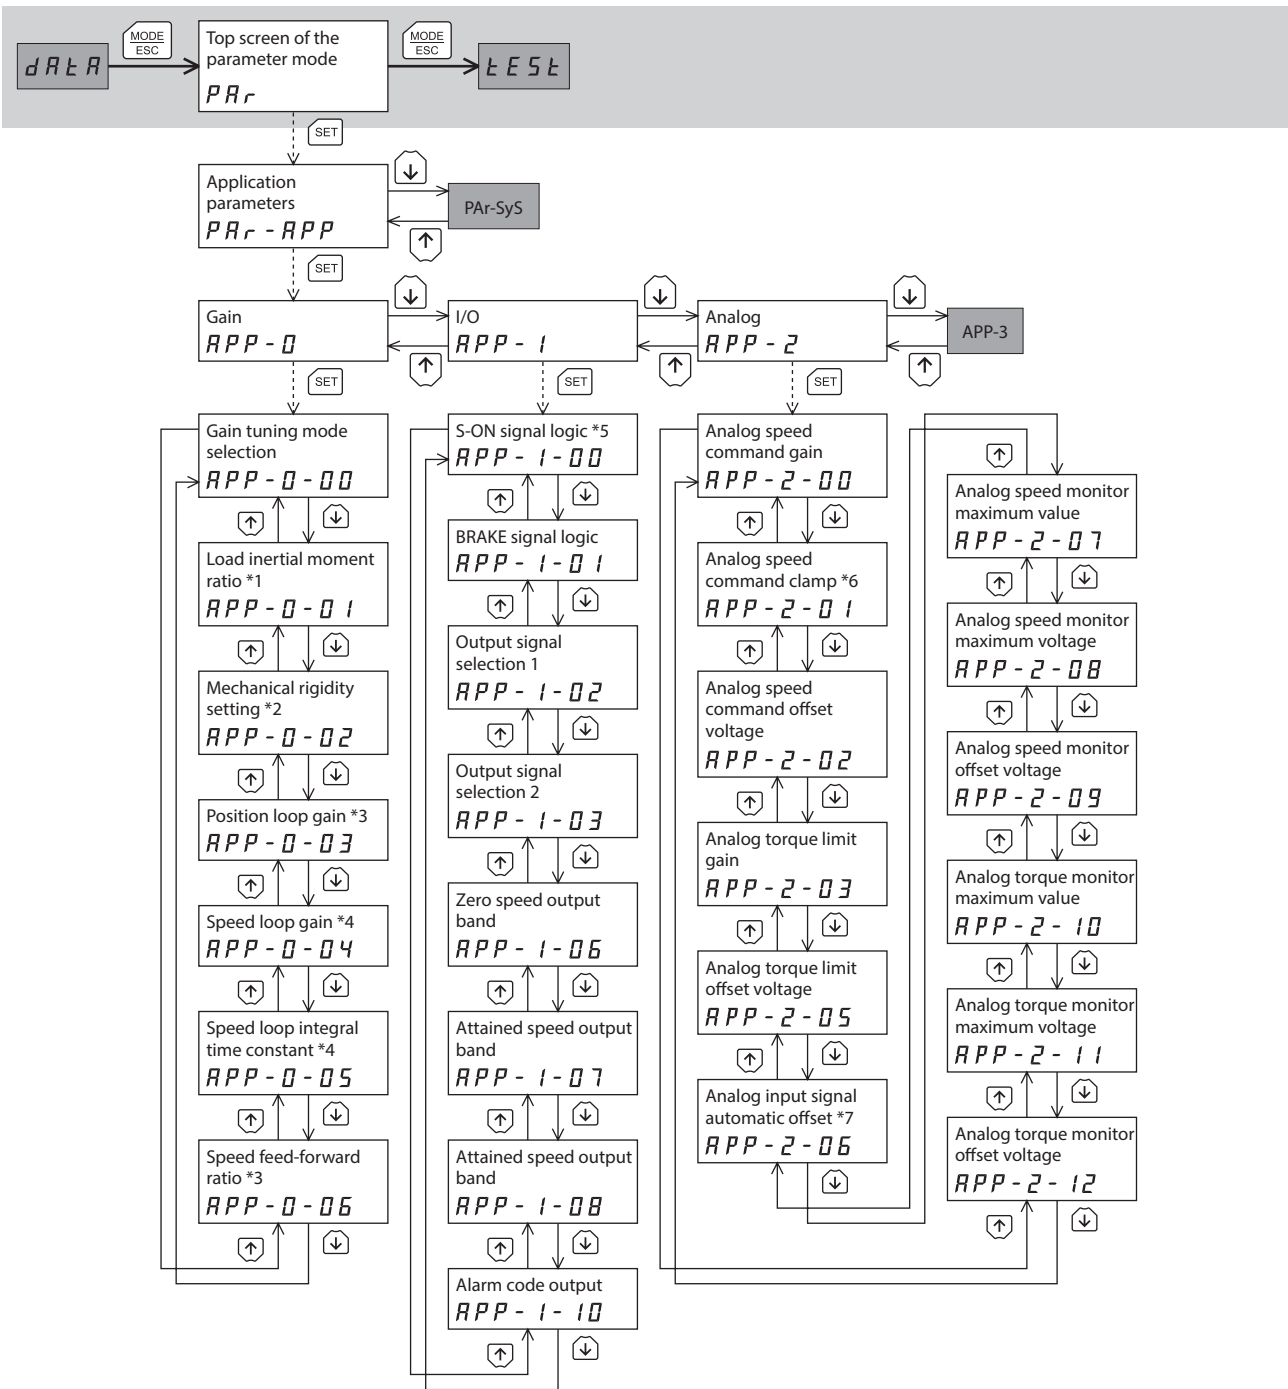 MODE
ESC
MODE
ESC
dAtA
Top screen of the
parameter mode
PAr
tESt
SET
Application
parameters
PAr-APP
PAr-SyS
SET
Gain
APP-0
I/O
APP-1
Analog
APP-2
APP-3
SET
SET
SET
Gain tuning mode
selection
APP-0-00
Load inertial moment
ratio *1
APP-0-01
Mechanical rigidity
setting *2
APP-0-02
Position loop gain *3
APP-0-03
Speed loop gain *4
APP-0-04
Speed loop integral
time constant *4
APP-0-05
Speed feed-forward
ratio *3
APP-0-06
S-ON signal logic *5
APP-1-00
BRAKE signal logic
APP-1-01
Output signal
selection 1
APP-1-02
Output signal
selection 2
APP-1-03
Zero speed output
band
APP-1-06
Attained speed output
band
APP-1-07
Attained speed output
band
APP-1-08
Alarm code output
APP-1-10
Analog speed
command gain
APP-2-00
Analog speed
command clamp *6
APP-2-01
Analog speed
command offset
voltage
APP-2-02
Analog torque limit
gain
APP-2-03
Analog torque limit
offset voltage
APP-2-05
Analog input signal
automatic offset *7
APP-2-06
Analog speed monitor
maximum value
APP-2-07
Analog speed monitor
maximum voltage
APP-2-08
Analog speed monitor
offset voltage
APP-2-09
Analog torque monitor
maximum value
APP-2-10
Analog torque monitor
maximum voltage
APP-2-11
Analog torque monitor
offset voltage
APP-2-12